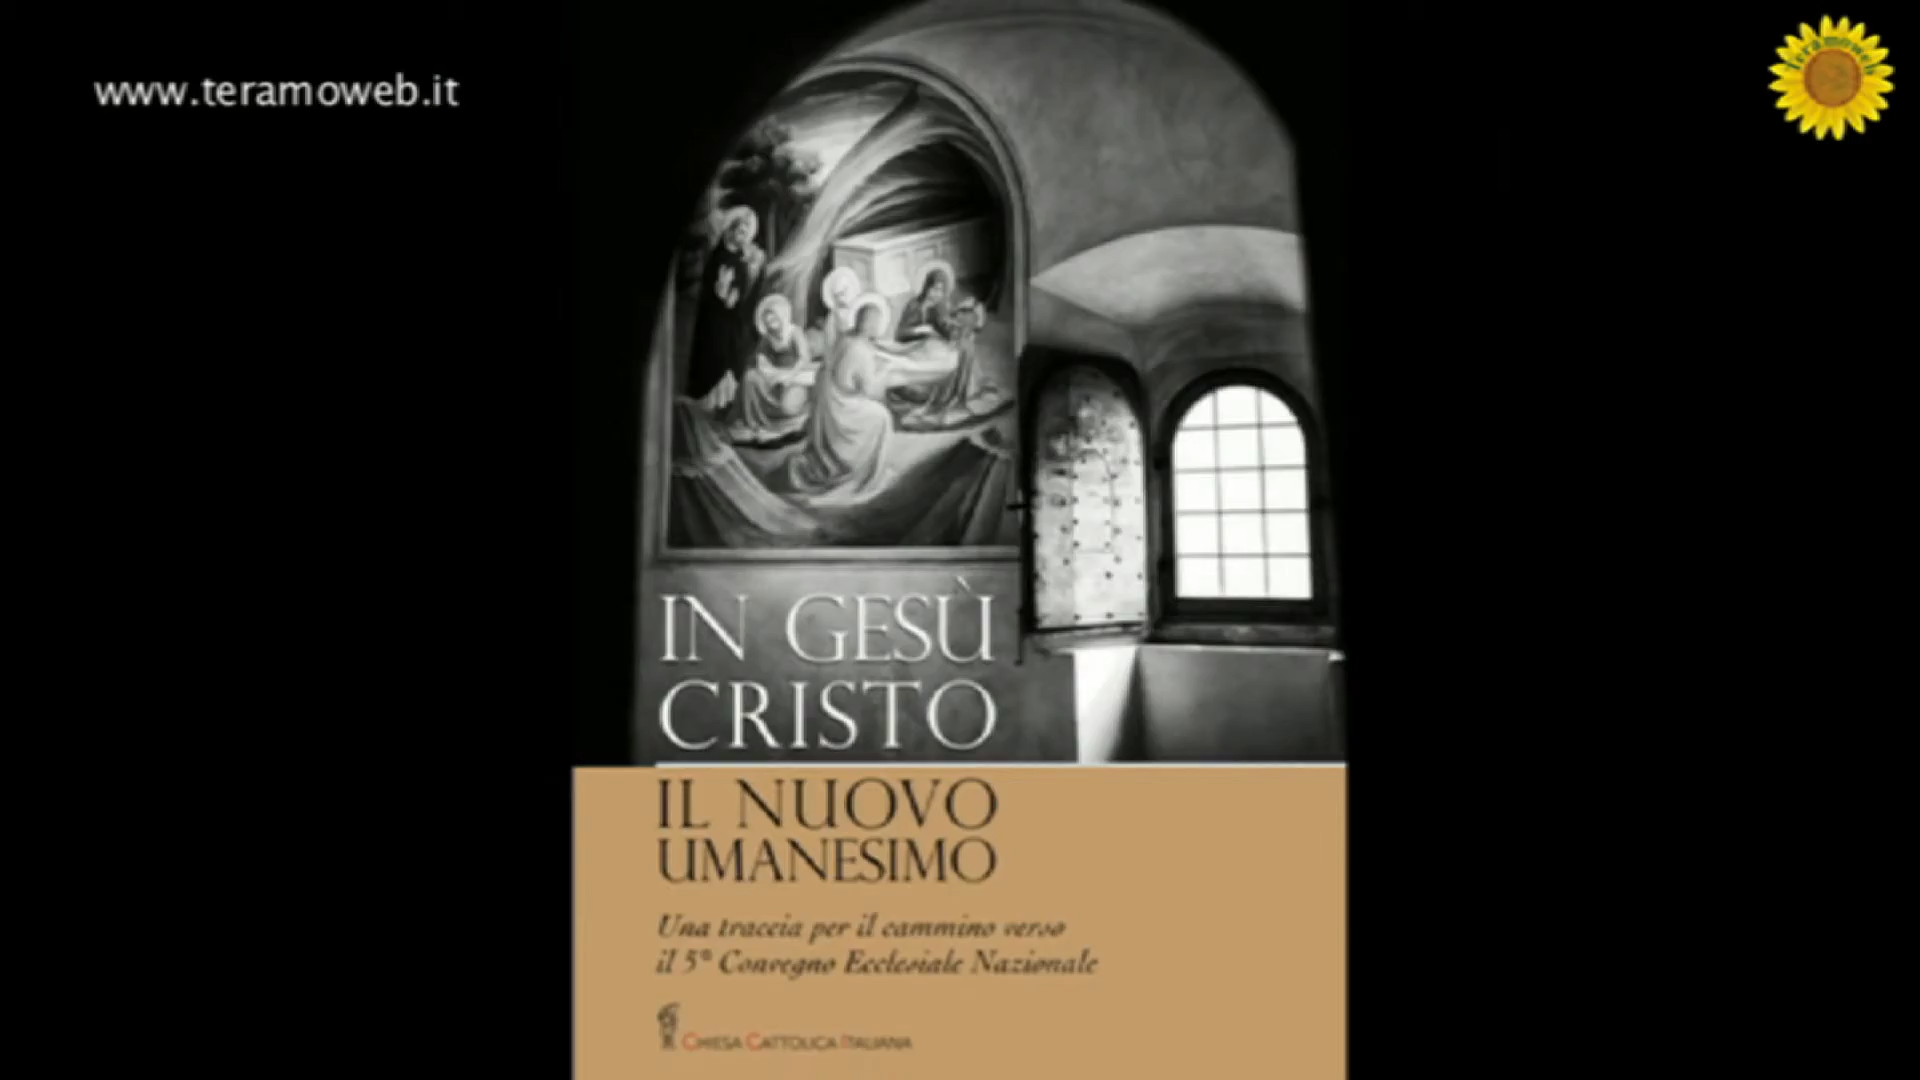 www.teramoweb.it
Teramoweb
IN GESÙ
CRISTO
IL NUOVO
UMANESIMO
Una traccia per il cammino verso
il 5° Convegno Ecclesiale Nazionale
CHIESA CATTOLICA ITALIANA